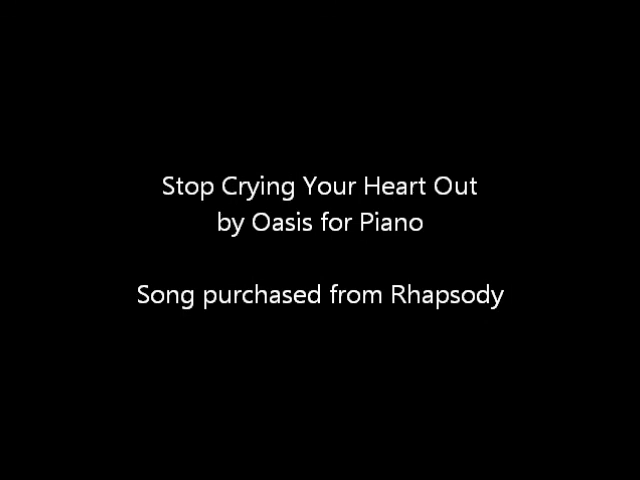 Stop Crying Your Heart Out
by Oasis for Piano
Song purchased from Rhapsody